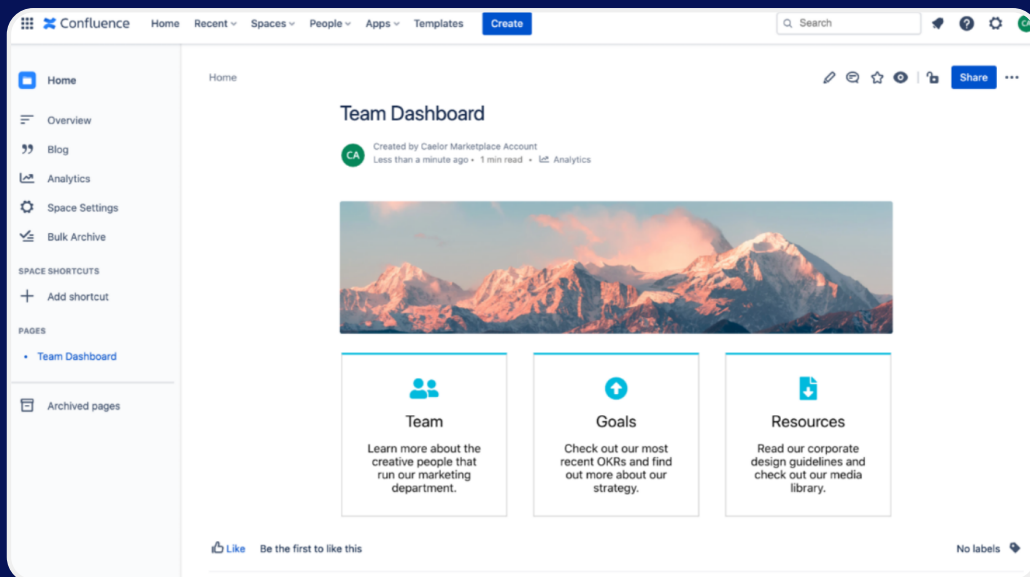 Confluence Home Recent Spaces People Apps Templates Create Search
Home
Overview
Blog
Analytics
Space Settings
Bulk Archive
SPACE SHORTCUTS
Add shortcut
PAGES
Team Dashboard
Archived pages
Home Share
Team Dashboard
CA
Created by Caelor Marketplace Account
Less than a minute ago • 1 min read • Analytics
Team
Learn more about the
creative people that
run our marketing
department.
Goals
Check out our most
recent OKRs and find
out more about our
strategy.
Resources
Read our corporate
design guidelines and
check out our media
library.
Like Be the first to like this
No labels